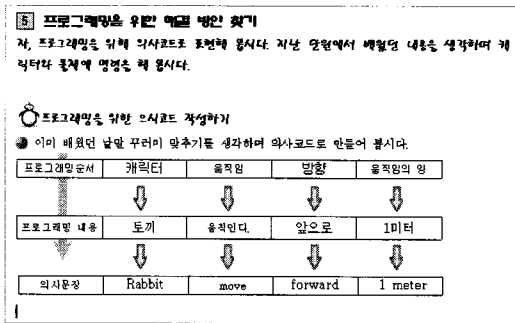 5 프로그래밍을 위한 해결 방안 찾기
자, 프로그래밍을 위해 의사코드로 표현해 봅시다. 지난 단원에서 배웠던 내용을 생각하며 캐
릭터와 물체에 명령을 해 봅시다.
프로그래밍을 위한 의사코드 작성하기
이미 배웠던 낱말 꾸러미 맞추기를 생각하며 의사코드로 만들어 봅시다.
프로그래밍순서 캐릭터 움직임 방향 움직임의 양
프로그래밍 내용 토끼 움직인다. 앞으로 1미터
의사문장 Rabbit move forward 1 meter